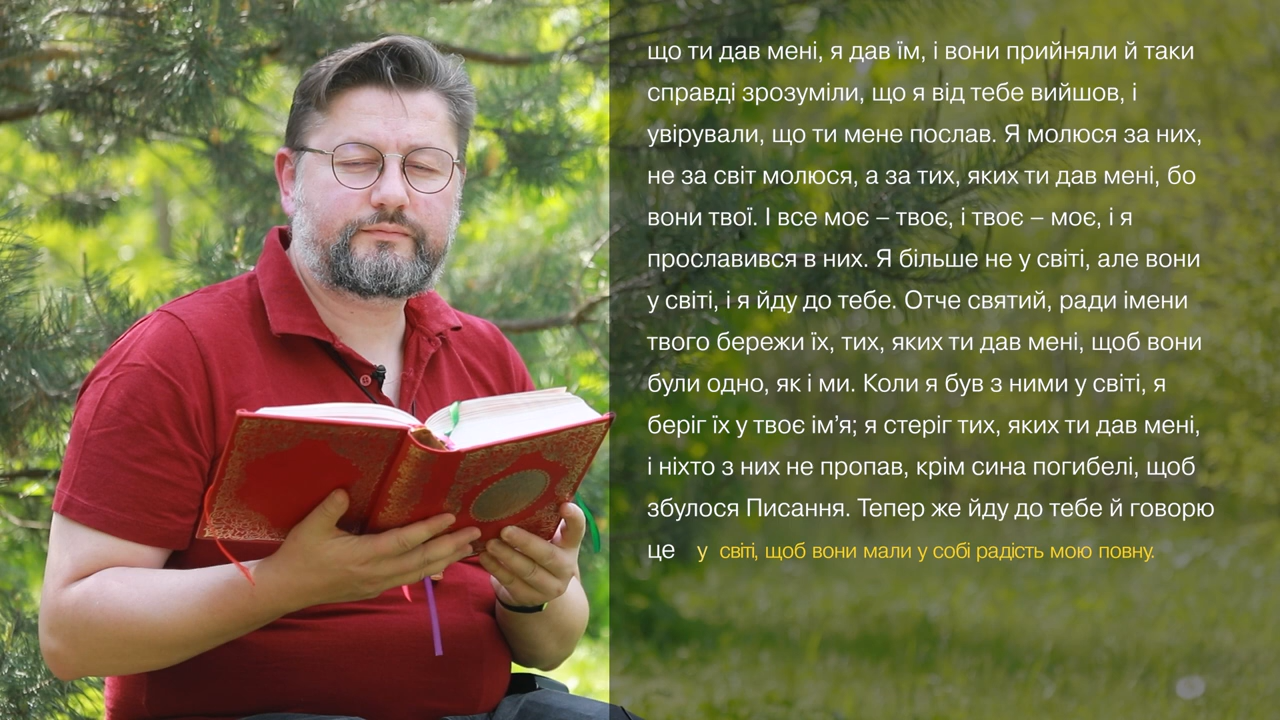 що ти дав мені, я дав їм, і вони прийняли й таки
справді зрозуміли, що я від тебе вийшов, і
увірували, що ти мене послав. Я молюся за них,
не за світ молюся, а за тих, яких ти дав мені, бо
вони твої. І все моє – твоє, і твоє – моє, і я
прославився в них. Я більше не у світі, але вони
у світі, і я йду до тебе. Отче святий, ради імени
твого бережи їх, тих, яких ти дав мені, щоб вони
були одно, як і ми. Коли я був з ними у світі, я
беріг їх у твоє ім’я; я стеріг тих, яких ти дав мені,
і ніхто з них не пропав, крім сина погибелі, щоб
збулося Писання. Тепер же йду до тебе й говорю
це у світі, щоб вони мали у собі радість мою повну.